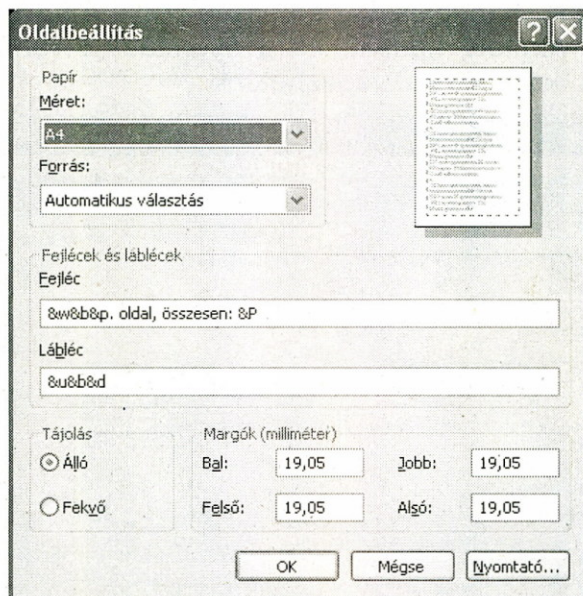 Oldalbeállítás
Papír
Méret:
A4
Forrás:
Automatikus választás
Fejlécek és láblécek
Fejléc
&w&b&p. oldal, összesen: &P
Lábléc
&u&b&d
Tájolás
Álló
Fekvő
Margók (milliméter)
Bal: 19,05 Jobb: 19,05
Felső: 19,05 Alsó: 19,05
OK Mégse Nyomtató...